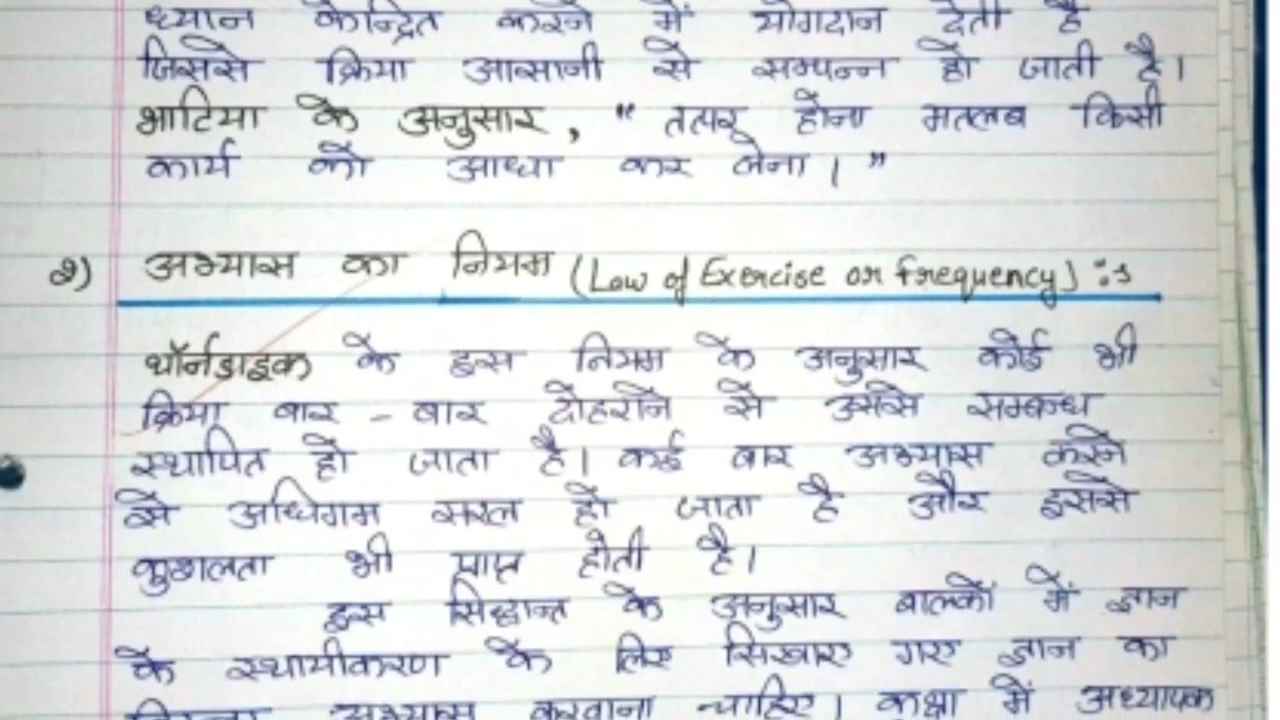 ध्यान केन्द्रित करने में योगदान देती है
जिससे क्रिया आसानी से सम्पन्न हो जाती है।
भाटिया के अनुसार, " तत्पर होना मतलब किसी
कार्य को आधा कर लेना। "
2) अभ्यास का नियम (Law of Exercise or frequency) :-
थॉर्नडाइक के इस नियम के अनुसार कोई भी
क्रिया बार - बार दोहराने से उससे सम्बन्ध
स्थापित हो जाता है। कई बार अभ्यास करने
से अधिगम सरल हो जाता है और इससे
कुशलता भी प्राप्त होती है।
इस सिद्धान्त के अनुसार बालकों में ज्ञान
के स्थायीकरण के लिए सिखाए गए ज्ञान का
अभ्यास करवाना चाहिए। कक्षा में अध्यापक